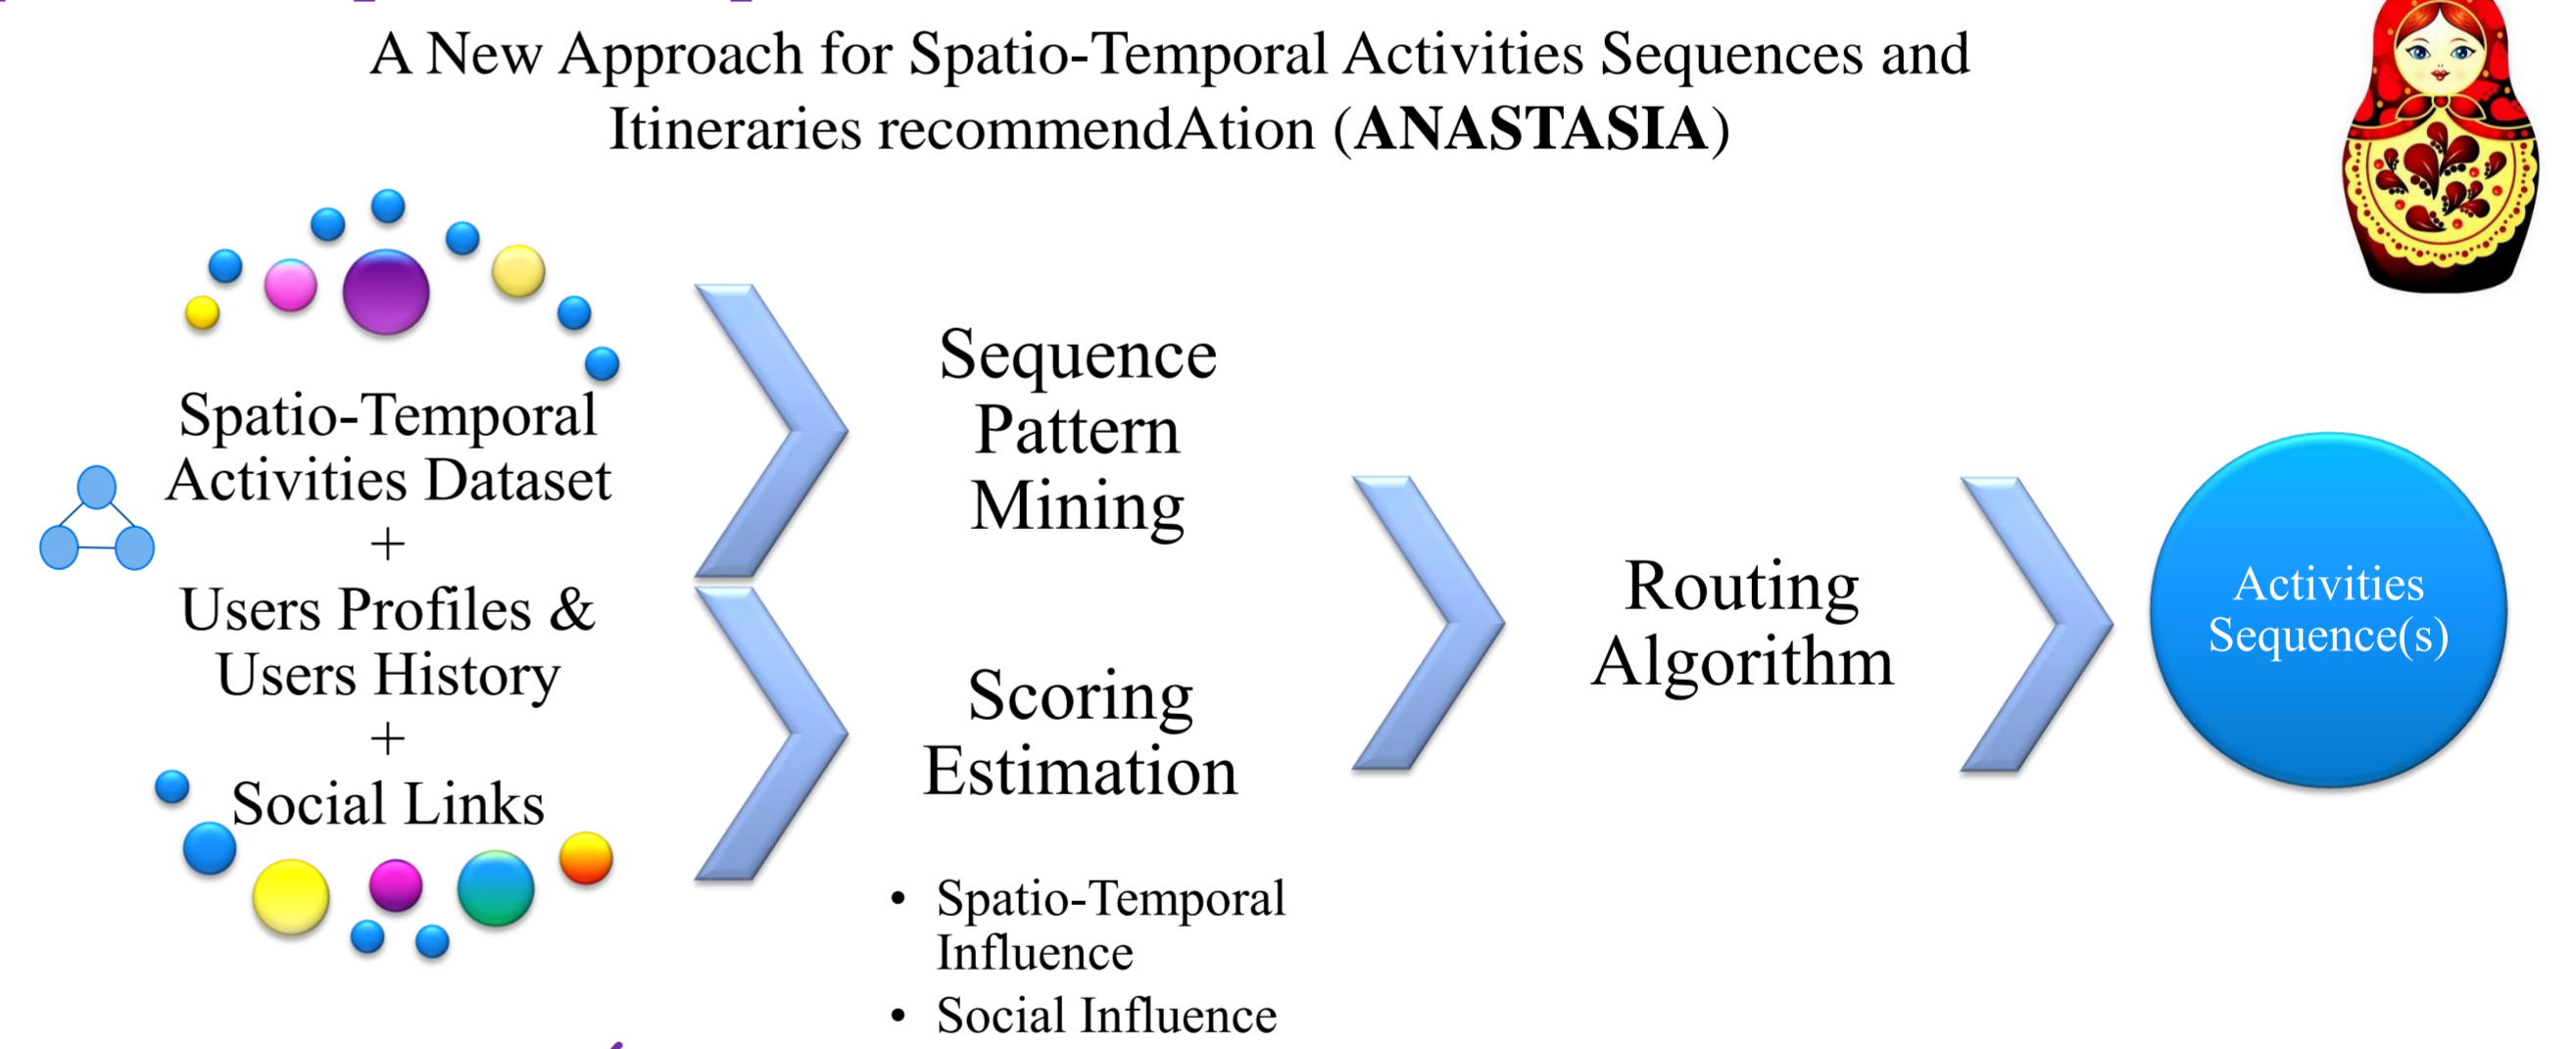 A New Approach for Spatio-Temporal Activities Sequences and
Itineraries recommendAtion (ANASTASIA)
Spatio-Temporal
Activities Dataset
+
Users Profiles &
Users History
+
Social Links
Sequence
Pattern
Mining
Scoring
Estimation
• Spatio-Temporal
Influence
• Social Influence
Routing
Algorithm
Activities
Sequence(s)